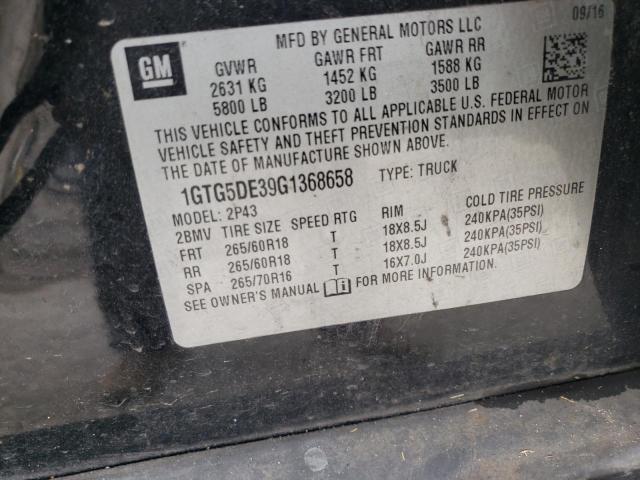 GM
MFD BY GENERAL MOTORS LLC 09/16
GVWR GAWR FRT GAWR RR
2631 KG 1452 KG 1588 KG
5800 LB 3200 LB 3500 LB
THIS VEHICLE CONFORMS TO ALL APPLICABLE U.S. FEDERAL MOTOR
VEHICLE SAFETY AND THEFT PREVENTION STANDARDS IN EFFECT ON
THE DATE OF MANUFACTURE SHOWN ABOVE.
1GTG5DE39G1368658 TYPE: TRUCK
MODEL: 2P43
2BMV TIRE SIZE SPEED RTG RIM COLD TIRE PRESSURE
FRT 265/60R18 T 18X8.5J 240KPA(35PSI)
RR 265/60R18 T 18X8.5J 240KPA(35PSI)
SPA 265/70R16 T 16X7.0J 240KPA(35PSI)
SEE OWNER'S MANUAL FOR MORE INFORMATION.